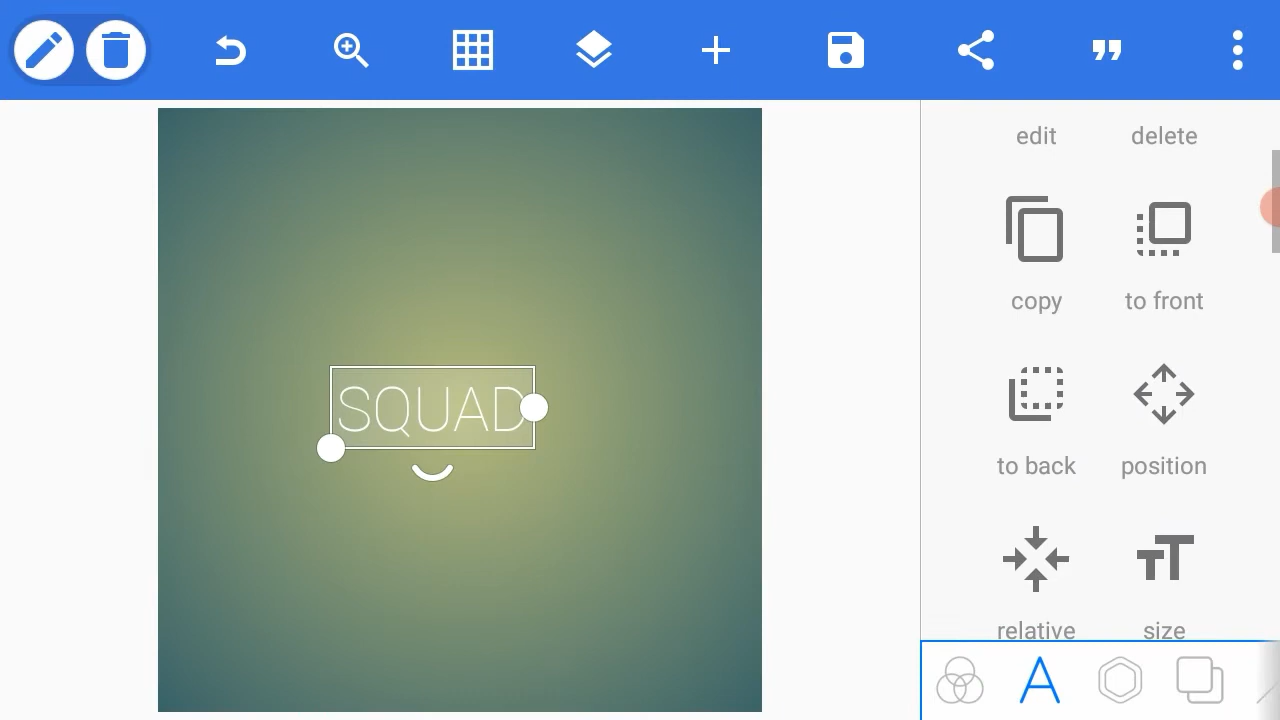 edit delete
copy to front
SQUAD
to back position
relative size